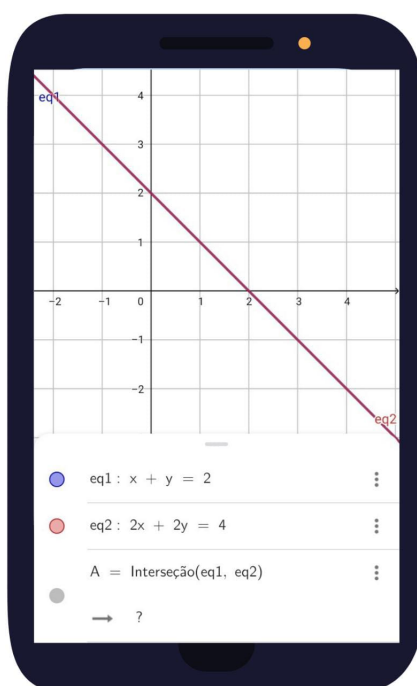 eq1
4
3
2
1
-2 -1 0 1 2 3 4
-1
-2
eq2
eq1 : x + y = 2
eq2 : 2x + 2y = 4
A = Interseção(eq1, eq2)
→ ?